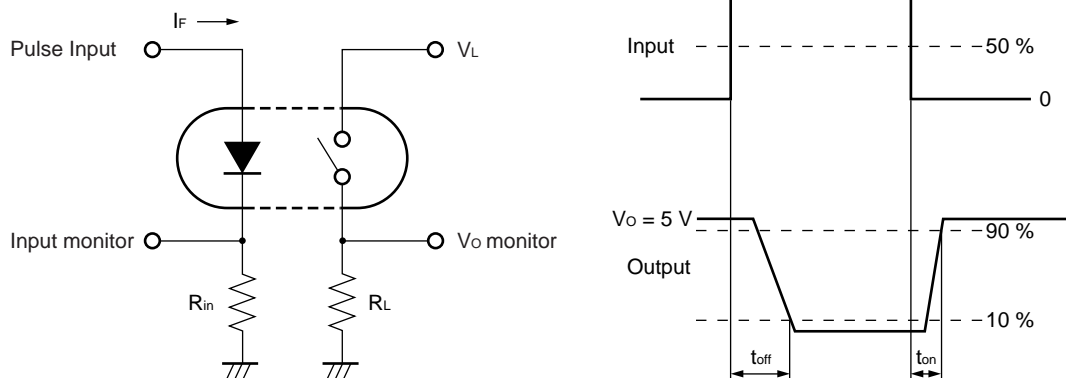 IF
Pulse Input
VL
Input monitor
VO monitor
Rin
RL
Input
50 %
0
VO = 5 V
90 %
Output
10 %
toff
ton